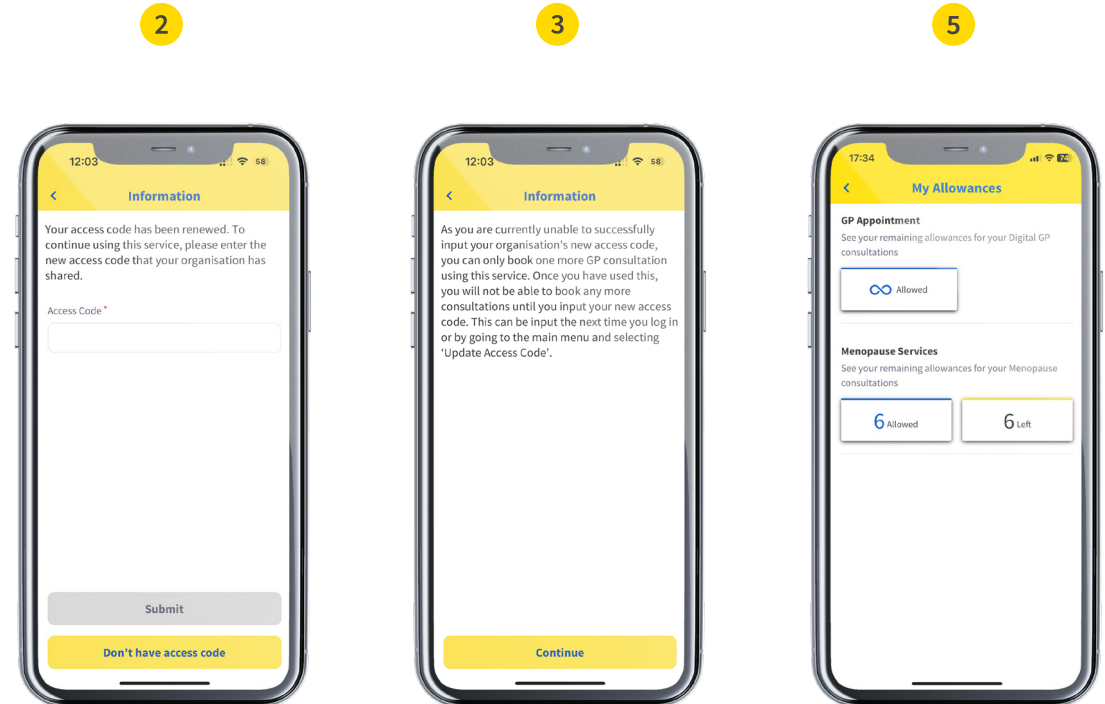 2
3
5
12:03
58
Information
Your access code has been renewed. To
continue using this service, please enter the
new access code that your organisation has
shared.
Access Code *
Submit
Don't have access code
12:03
58
Information
As you are currently unable to successfully
input your organisation's new access code,
you can only book one more GP consultation
using this service. Once you have used this,
you will not be able to book any more
consultations until you input your new access
code. This can be input the next time you log in
or by going to the main menu and selecting
‘Update Access Code’.
Continue
17:34
My Allowances
GP Appointment
See your remaining allowances for your Digital GP
consultations
∞ Allowed
Menopause Services
See your remaining allowances for your Menopause
consultations
6 Allowed
6 Left